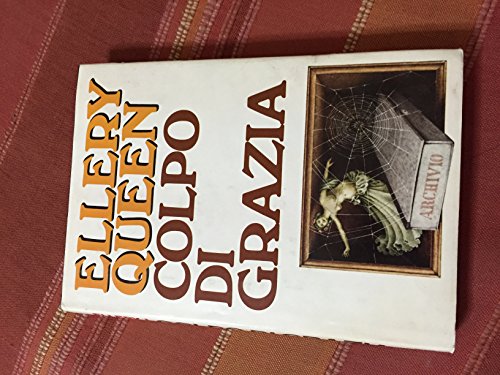 ELLERY
QUEEN
COLPO
DI
GRAZIA
ARCHIVIO